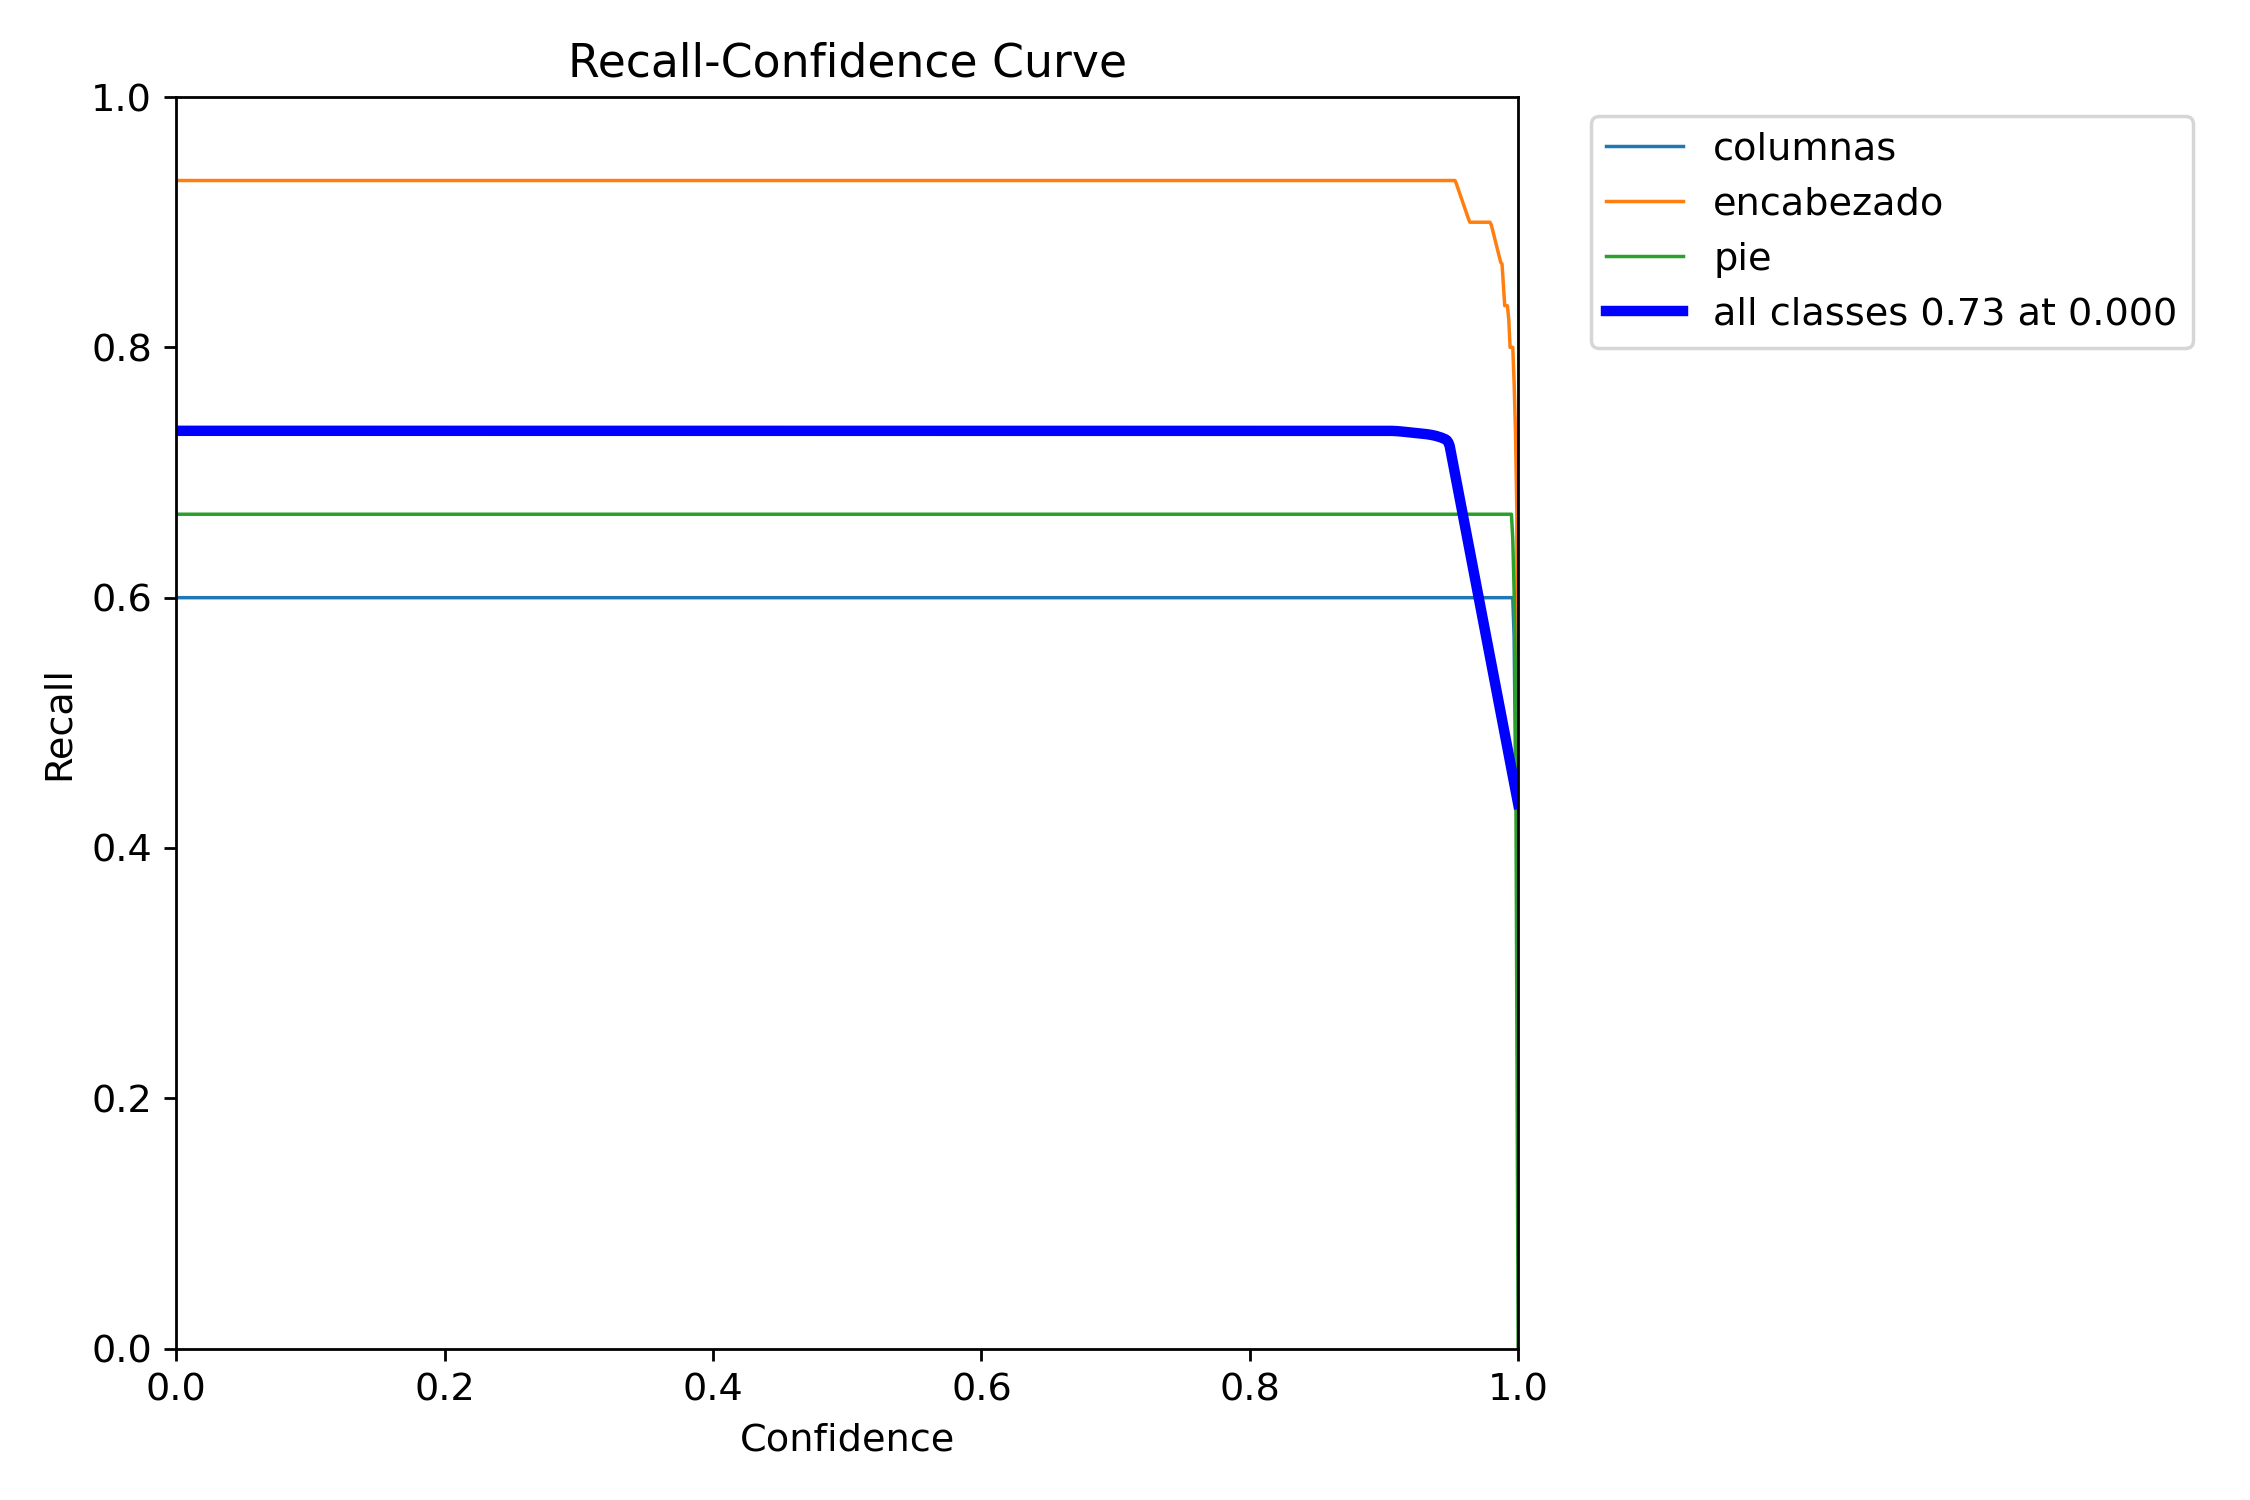 Recall-Confidence Curve
1.0
0.8
0.6
0.4
0.2
0.0
Recall
0.0 0.2 0.4 0.6 0.8 1.0
Confidence
columnas
encabezado
pie
all classes 0.73 at 0.000